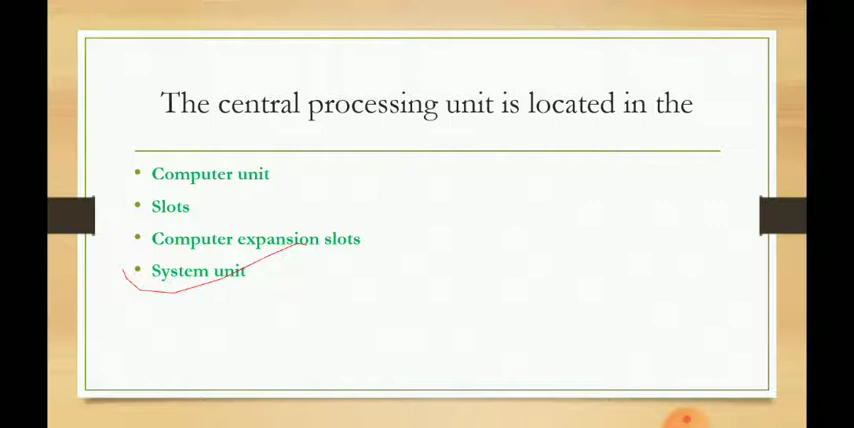 The central processing unit is located in the
• Computer unit
• Slots
• Computer expansion slots
• System unit